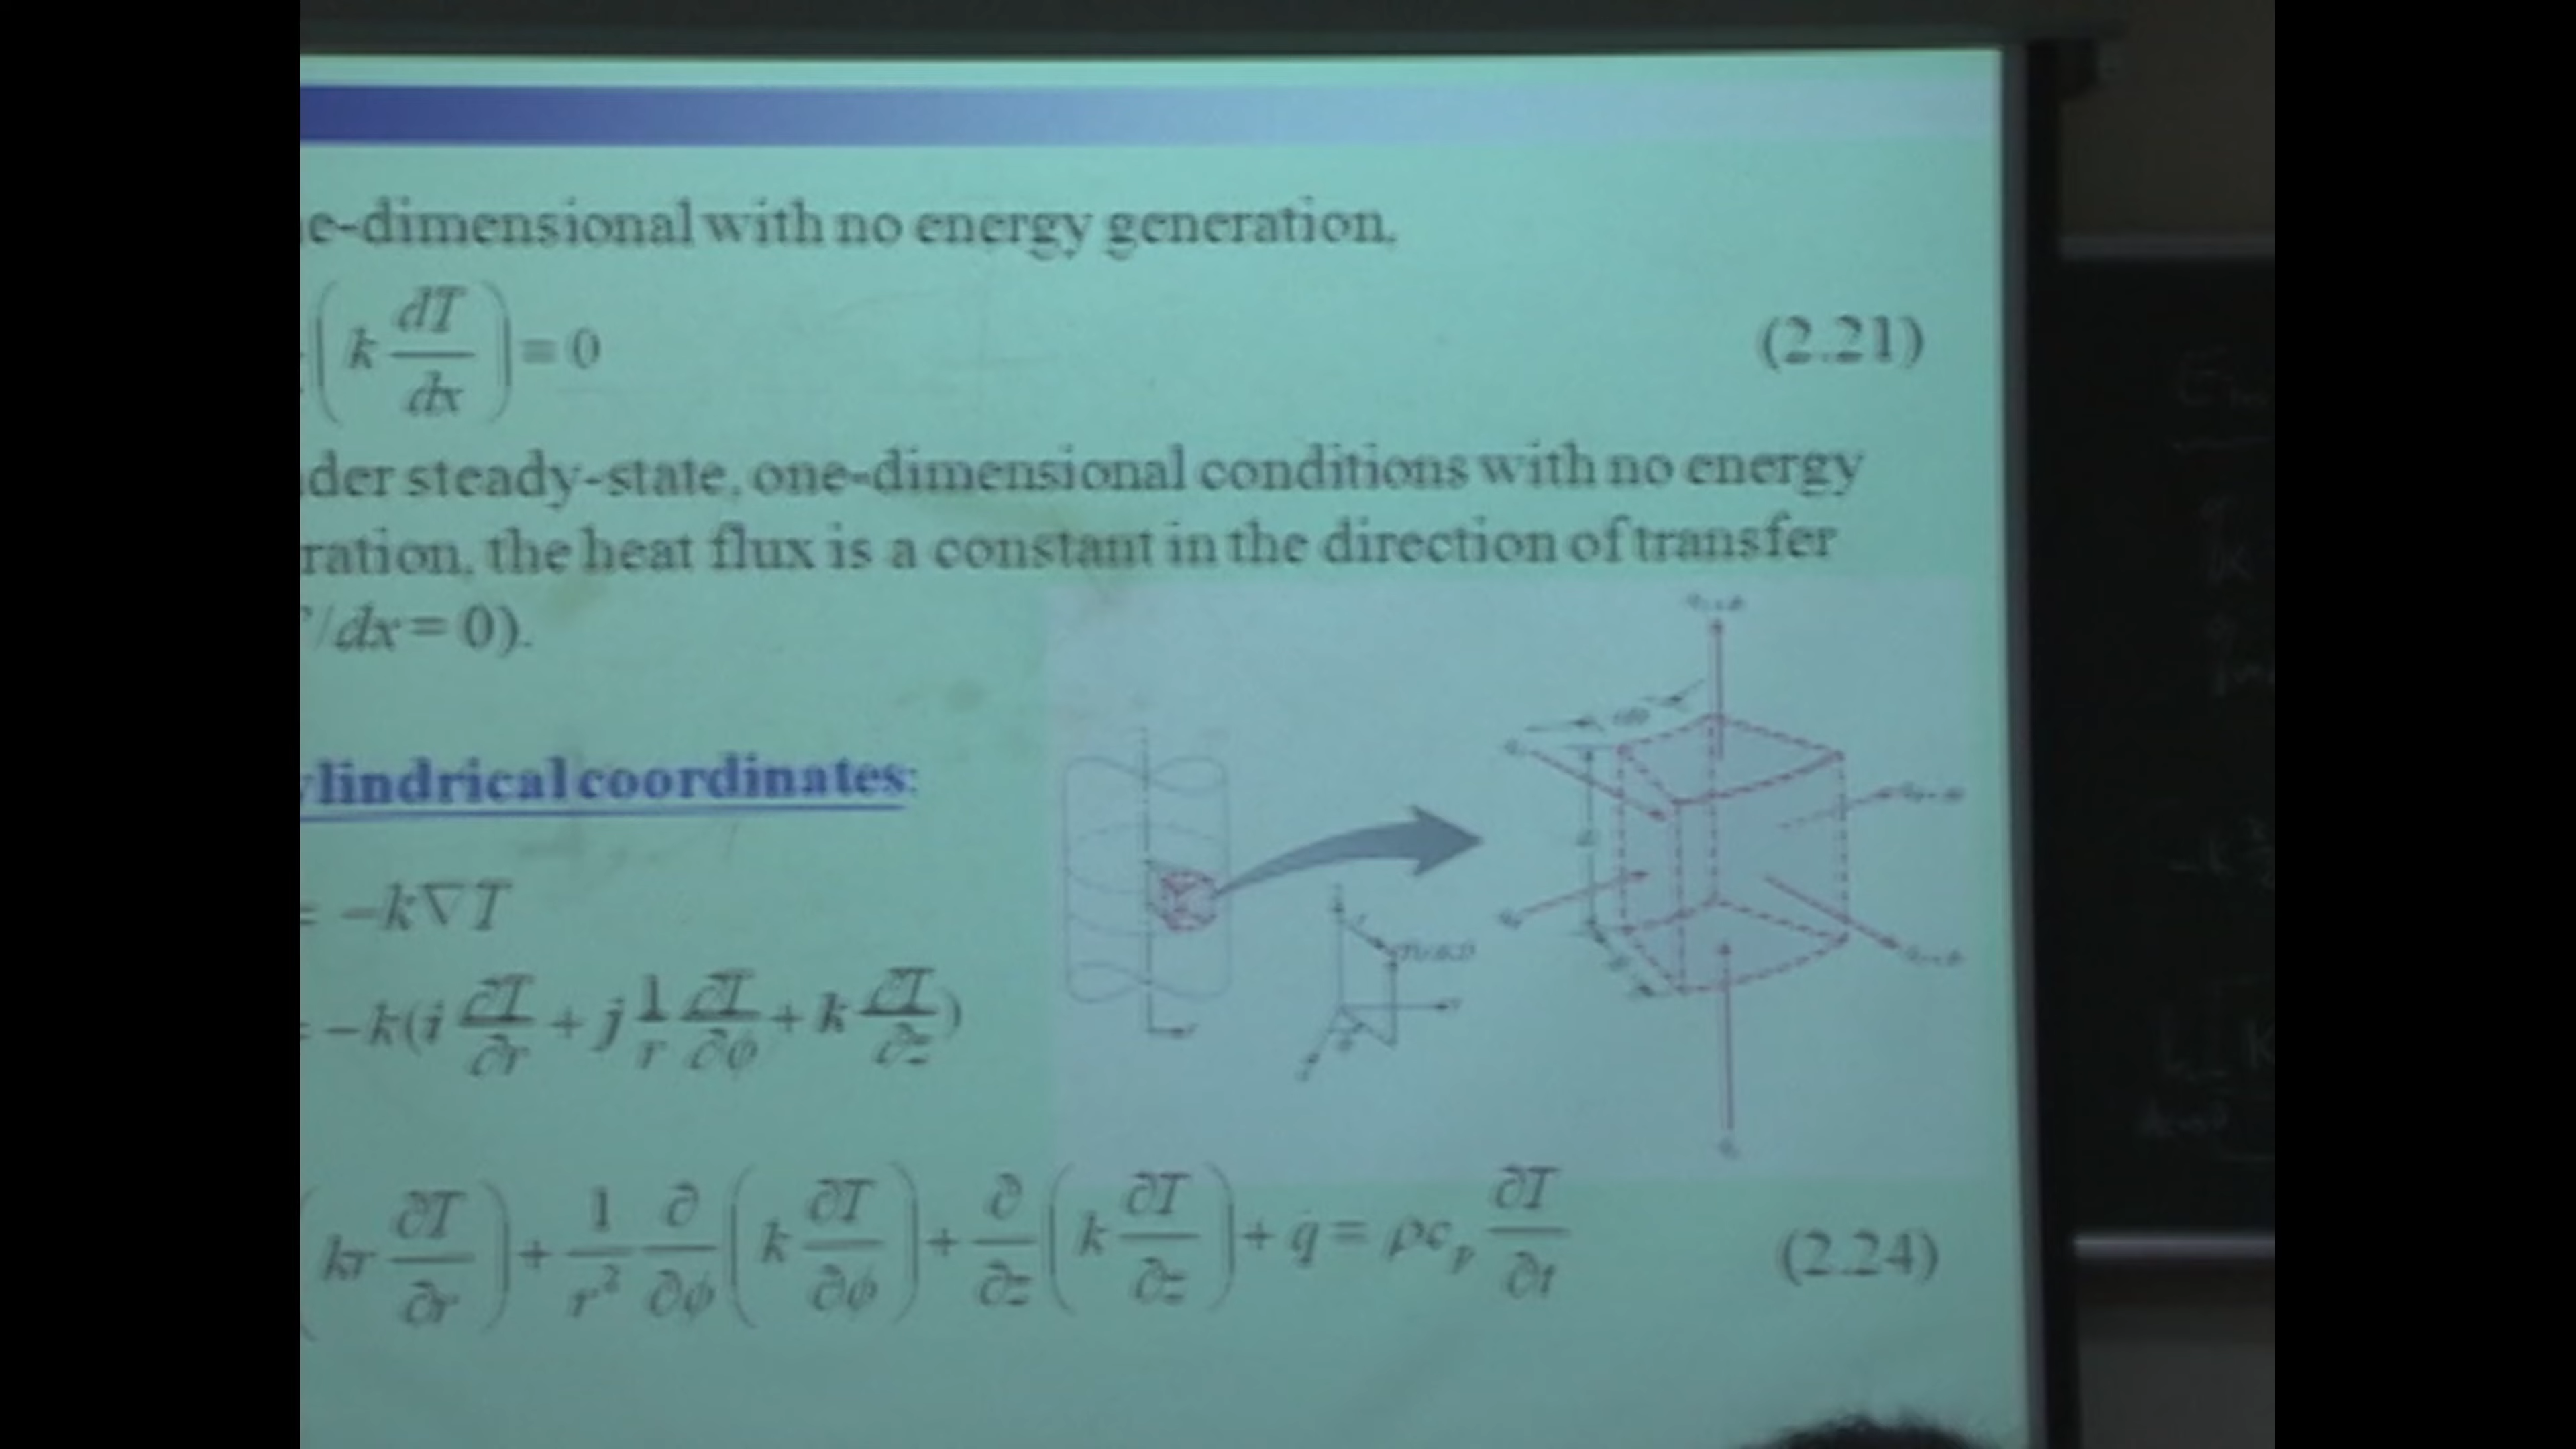 e-dimensional with no energy generation.
(k dT/dx) = 0 (2.21)
der steady-state, one-dimensional conditions with no energy
ration, the heat flux is a constant in the direction of transfer
/dx = 0).
lindrical coordinates:
= −k∇T
= −k(i ∂T/∂r + j 1/r ∂T/∂φ + k ∂T/∂z)
(kr ∂T/∂r) + 1/r² ∂/∂φ (k ∂T/∂φ) + ∂/∂z (k ∂T/∂z) + q̇ = ρc_p ∂T/∂t (2.24)